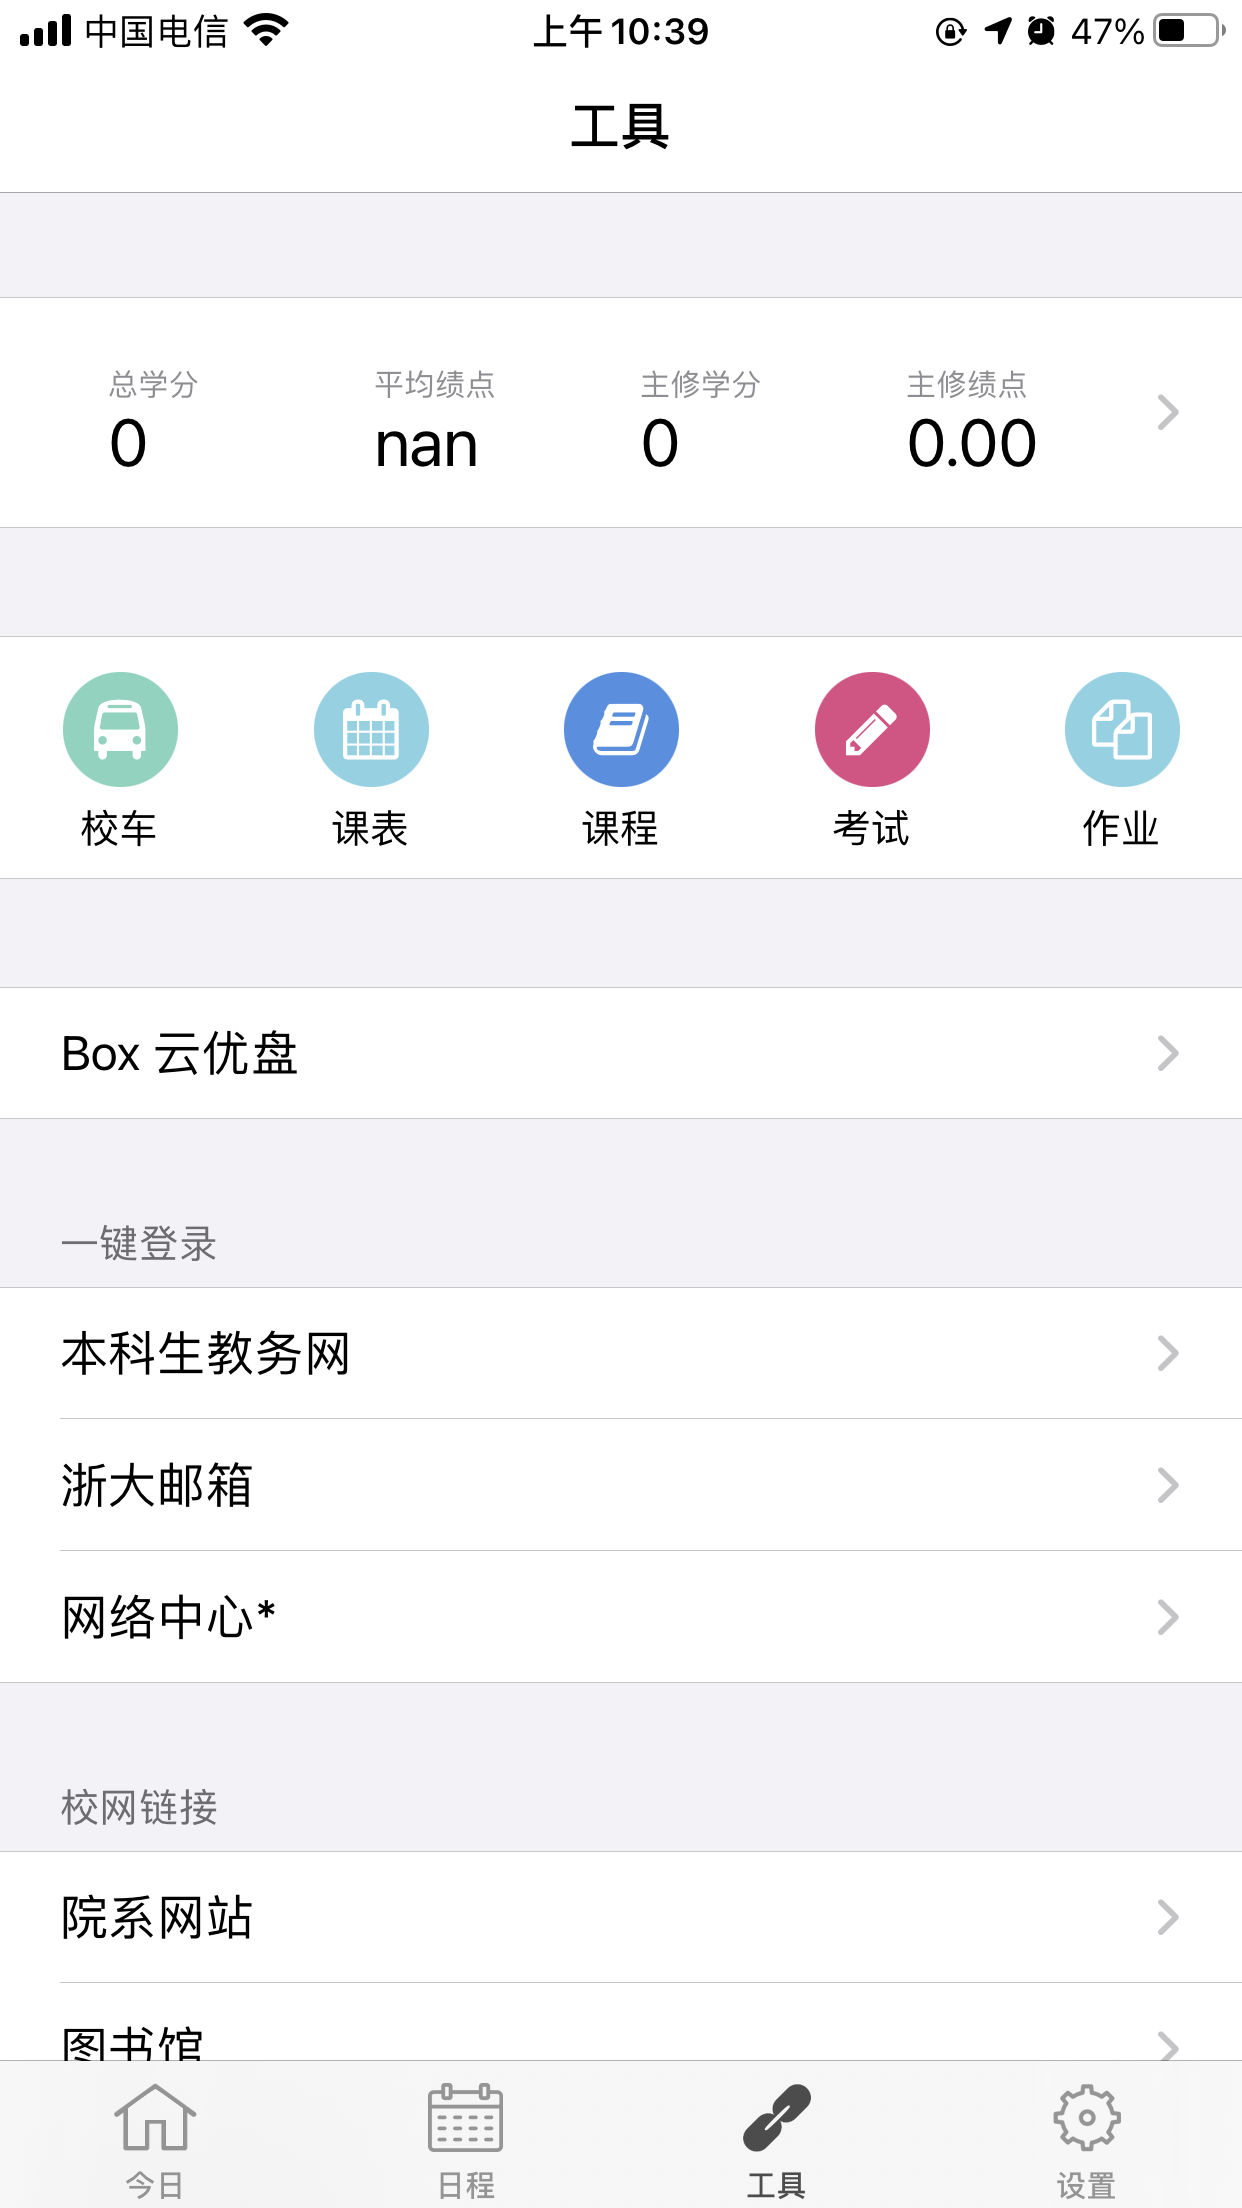 中国电信 上午 10:39 47%
工具
总学分 平均绩点 主修学分 主修绩点
0 nan 0 0.00
校车 课表 课程 考试 作业
Box 云优盘
一键登录
本科生教务网
浙大邮箱
网络中心*
校网链接
院系网站
图书馆
今日 日程 工具 设置